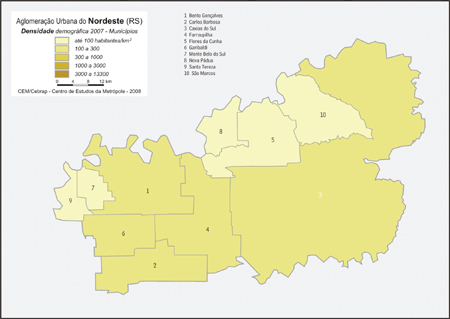 Aglomeração Urbana do Nordeste (RS)
Densidade demográfica 2007 - Municípios
até 100 habitantes/km²
100 a 300
300 a 1000
1000 a 3000
3000 a 13300
0 4 8 12 km
CEM/Cebrap - Centro de Estudos da Metrópole - 2008
1 Bento Gonçalves
2 Carlos Barbosa
3 Caxias do Sul
4 Farroupilha
5 Flores da Cunha
6 Garibaldi
7 Monte Belo do Sul
8 Nova Pádua
9 Santa Tereza
10 São Marcos
10
8
5
7
1
3
9
6
4
2